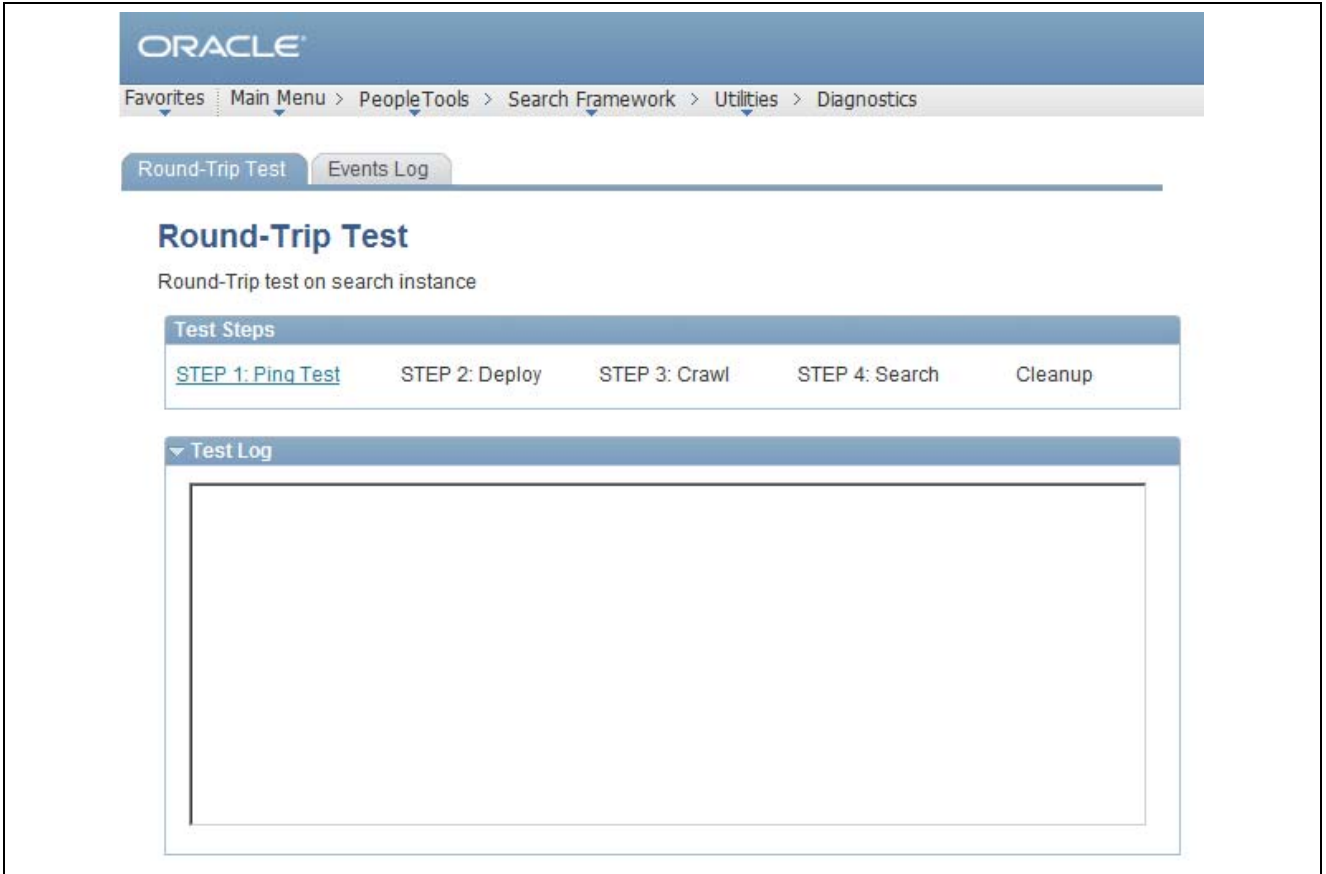 ORACLE
Favorites Main Menu > PeopleTools > Search Framework > Utilities > Diagnostics
Round-Trip Test Events Log
Round-Trip Test
Round-Trip test on search instance
Test Steps
STEP 1: Ping Test STEP 2: Deploy STEP 3: Crawl STEP 4: Search Cleanup
Test Log